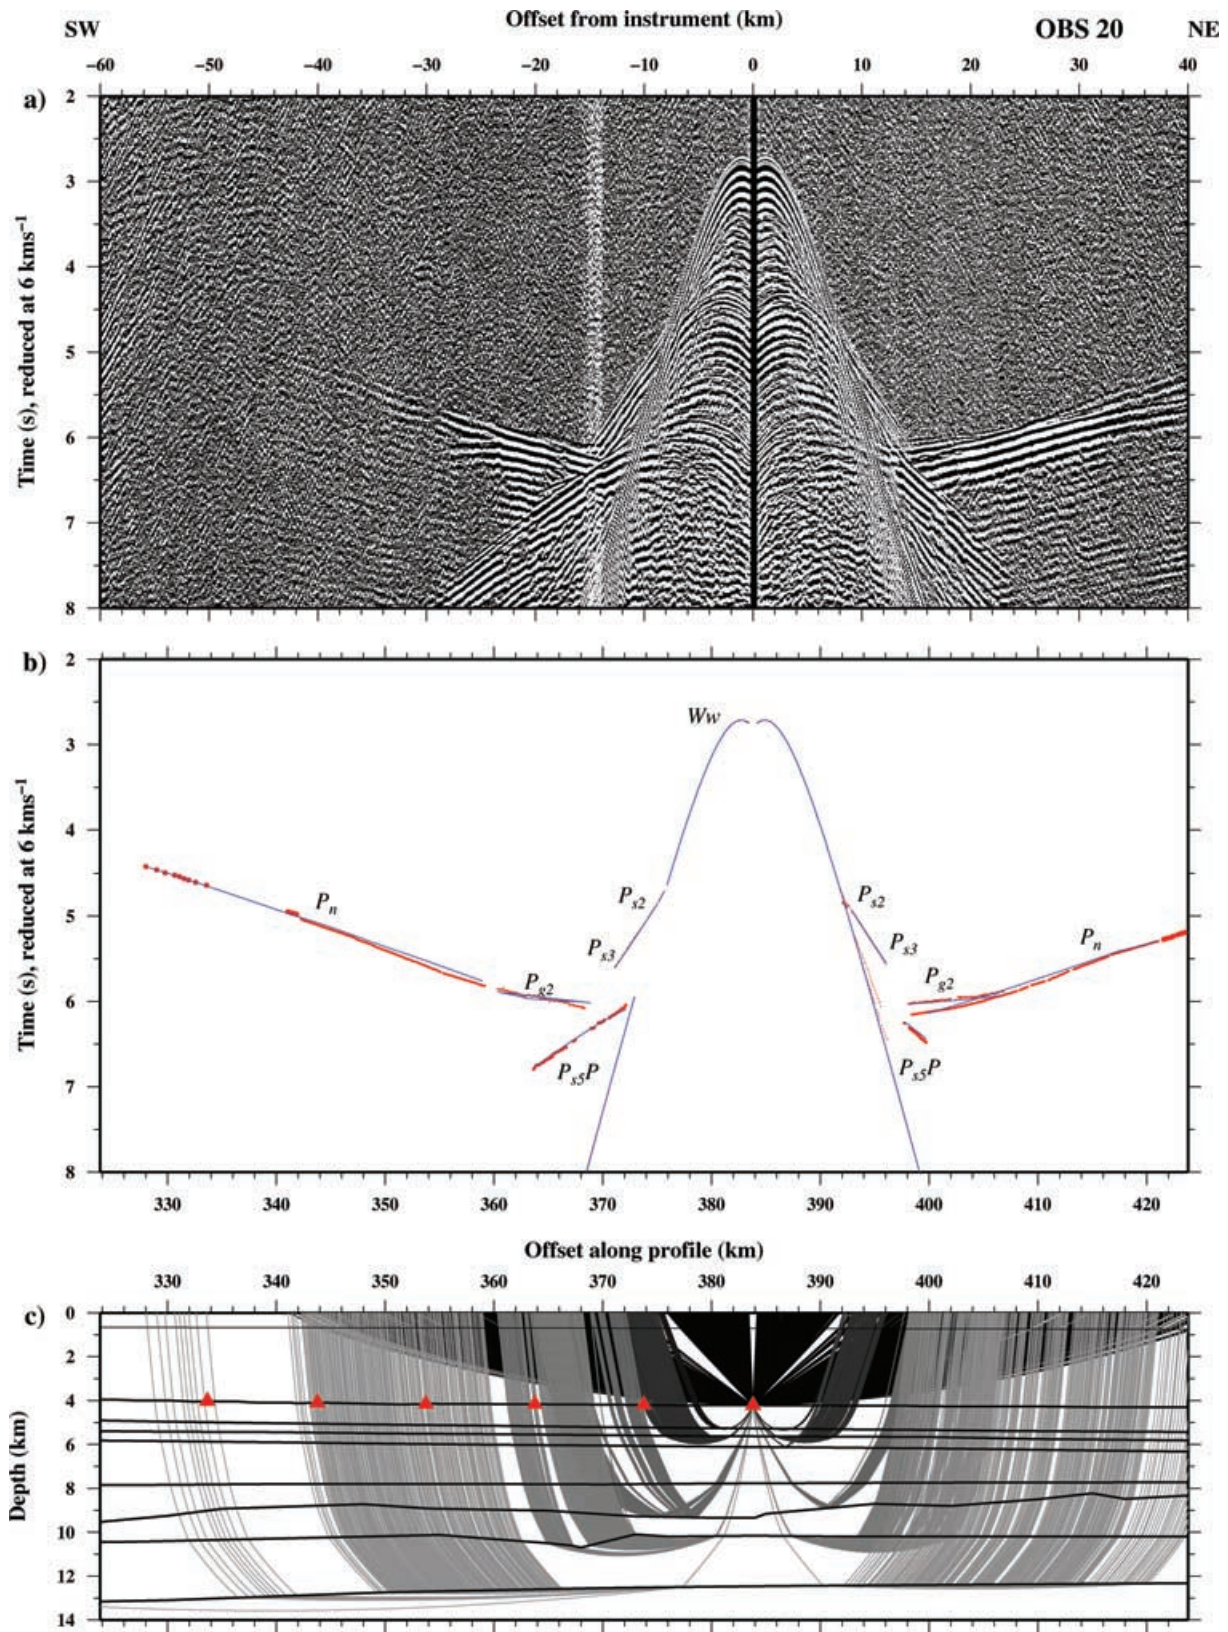 Offset from instrument (km)
SW
OBS 20
NE
−60 −50 −40 −30 −20 −10 0 10 20 30 40
a)
2
3
4
5
6
7
8
Time (s), reduced at 6 kms⁻¹
b)
2
3
4
5
6
7
8
Time (s), reduced at 6 kms⁻¹
Ww
Pn
Ps2
Ps3
Pg2
Ps5P
Ps2
Ps3
Pn
Pg2
Ps5P
330 340 350 360 370 380 390 400 410 420
Offset along profile (km)
330 340 350 360 370 380 390 400 410 420
c)
0
2
4
6
8
10
12
14
Depth (km)